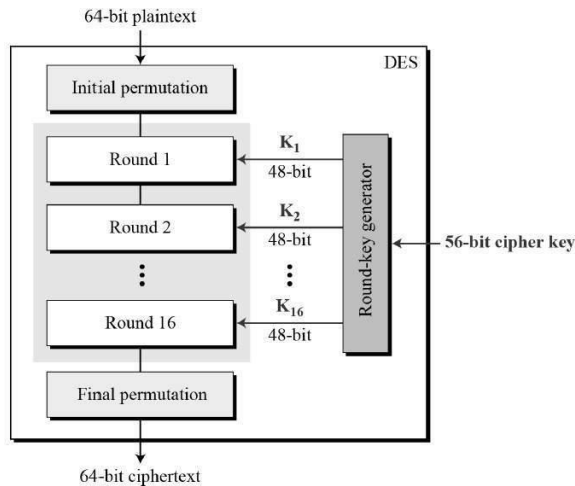 64-bit plaintext
DES
Initial permutation
Round 1
K₁
48-bit
Round 2
K₂
48-bit
Round 16
K₁₆
48-bit
Round-key generator
56-bit cipher key
Final permutation
64-bit ciphertext